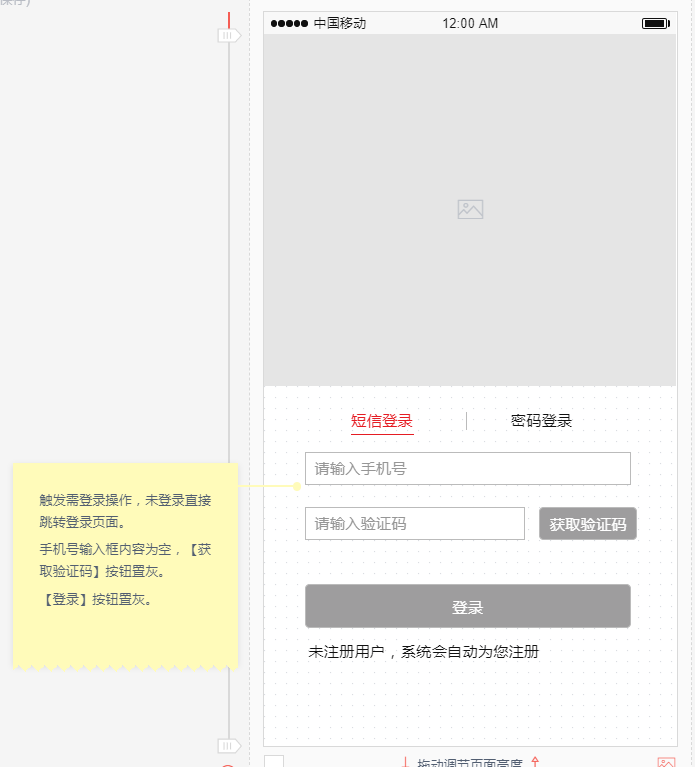 保存)
中国移动 12:00 AM
短信登录 密码登录
请输入手机号
请输入验证码 获取验证码
登录
未注册用户，系统会自动为您注册
触发需登录操作，未登录直接
跳转登录页面。
手机号输入框内容为空，【获
取验证码】按钮置灰。
【登录】按钮置灰。
拖动调节页面高度